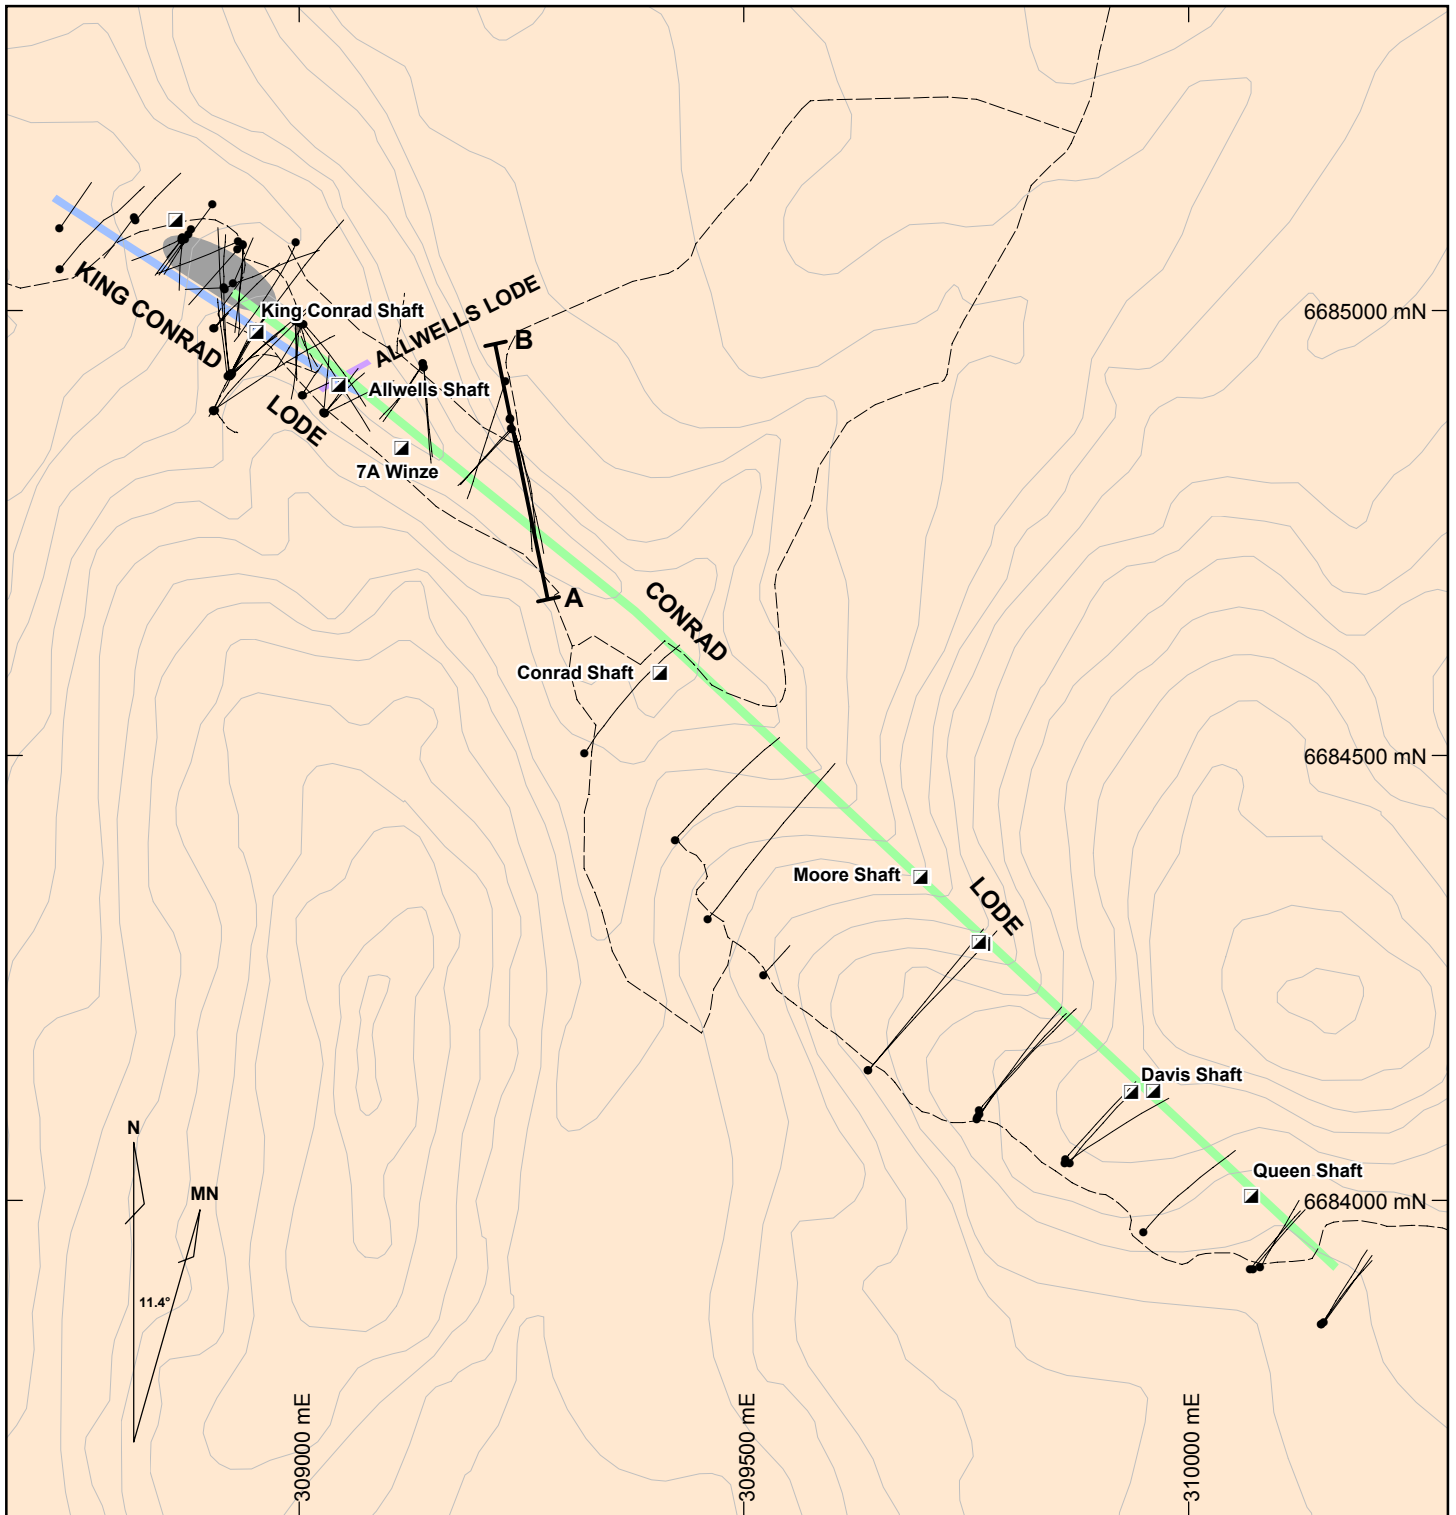 6685000 mN
KING CONRAD
LODE
King Conrad Shaft
ALLWELLS LODE
B
Allwells Shaft
7A Winze
A
CONRAD
LODE
Conrad Shaft
6684500 mN
Moore Shaft
Davis Shaft
Queen Shaft
6684000 mN
N
MN
11.4°
309000 mE
309500 mE
310000 mE